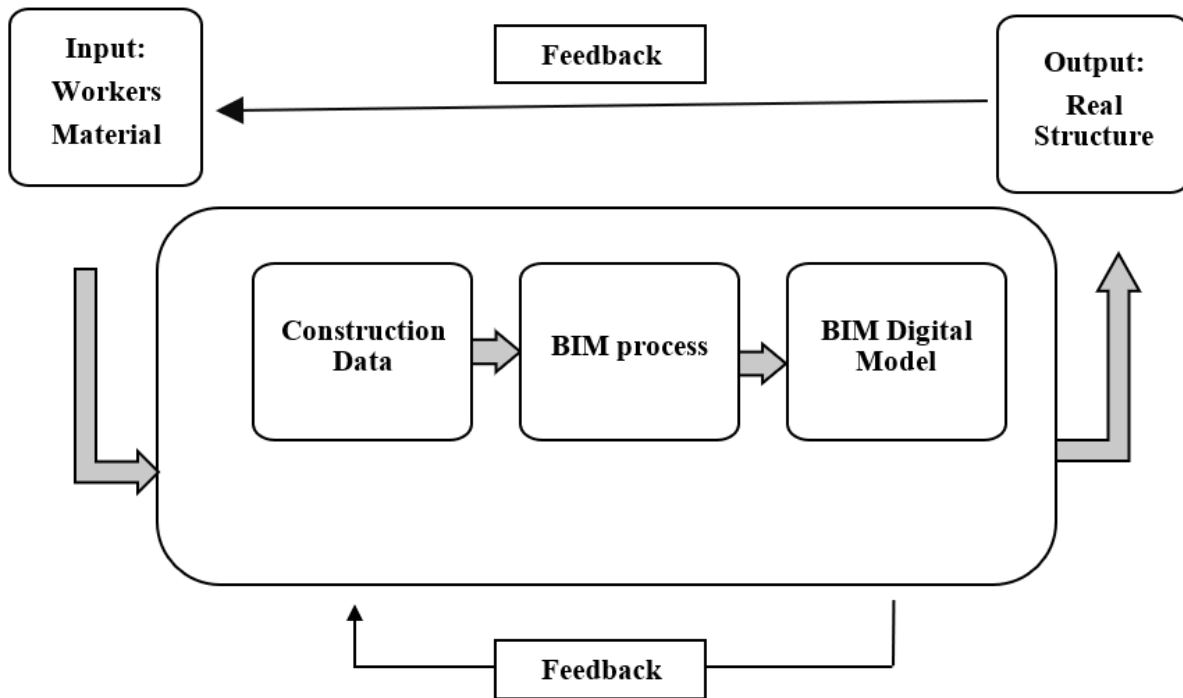 Input:
Workers
Material
Feedback
Output:
Real
Structure
Construction
Data
BIM process
BIM Digital
Model
Feedback